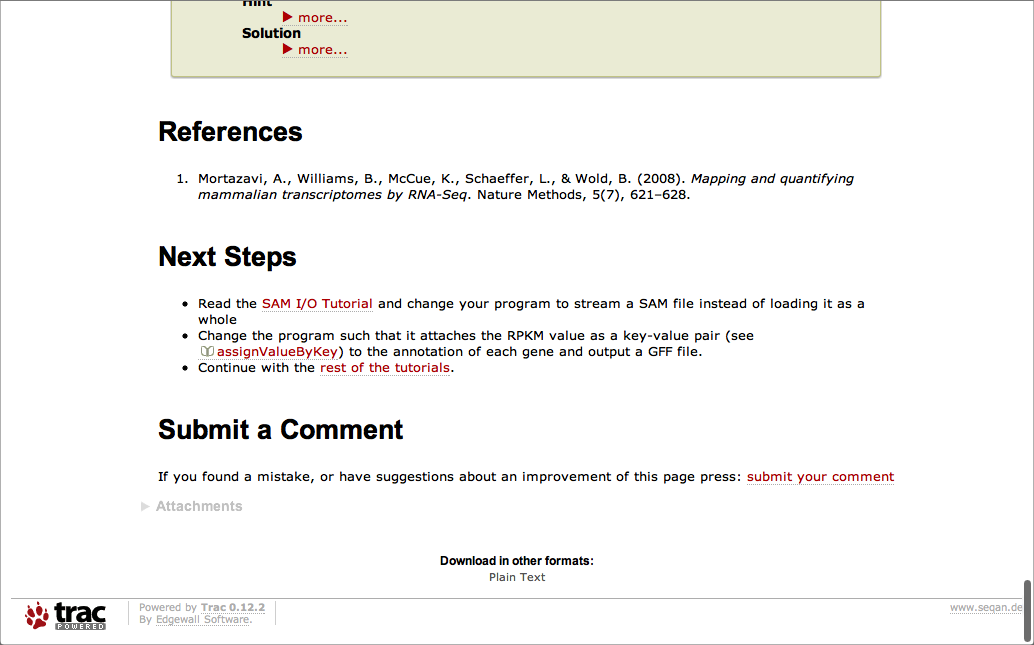 Hint
more...
Solution
more...
References
1. Mortazavi, A., Williams, B., McCue, K., Schaeffer, L., & Wold, B. (2008). Mapping and quantifying
mammalian transcriptomes by RNA-Seq. Nature Methods, 5(7), 621–628.
Next Steps
Read the SAM I/O Tutorial and change your program to stream a SAM file instead of loading it as a
whole
Change the program such that it attaches the RPKM value as a key-value pair (see
assignValueByKey) to the annotation of each gene and output a GFF file.
Continue with the rest of the tutorials.
Submit a Comment
If you found a mistake, or have suggestions about an improvement of this page press: submit your comment
Attachments
Download in other formats:
Plain Text
trac
POWERED
Powered by Trac 0.12.2
By Edgewall Software.
www.seqan.de